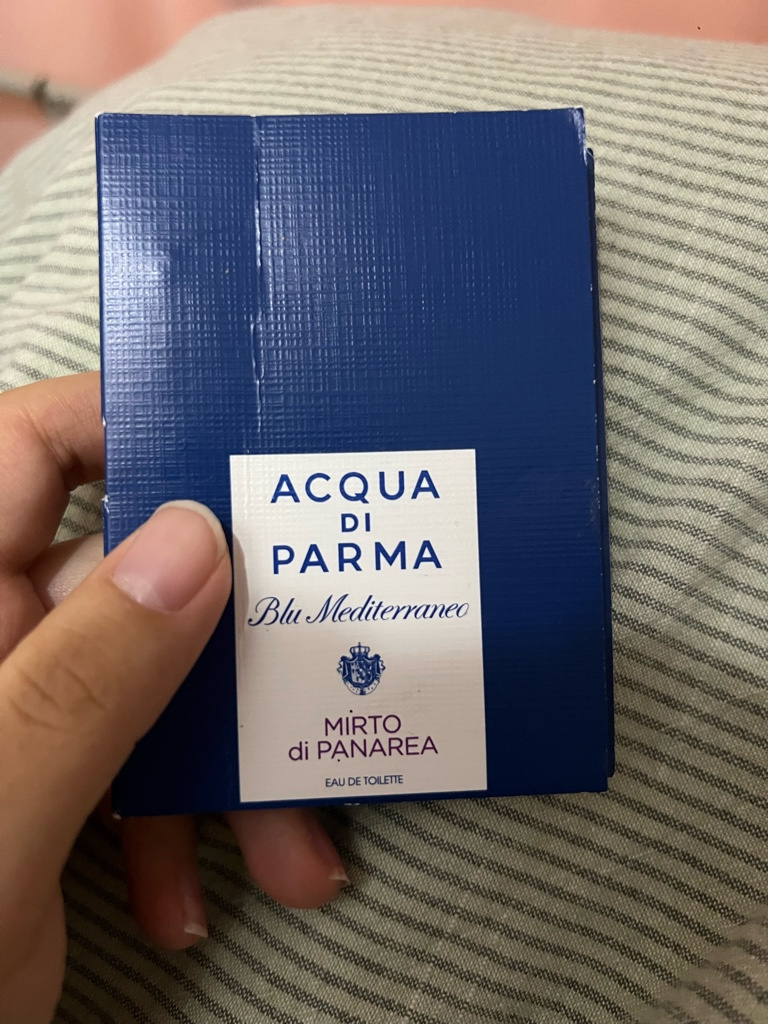 ACQUA
DI
PARMA
Blu Mediterraneo
MIRTO
di PANAREA
EAU DE TOILETTE